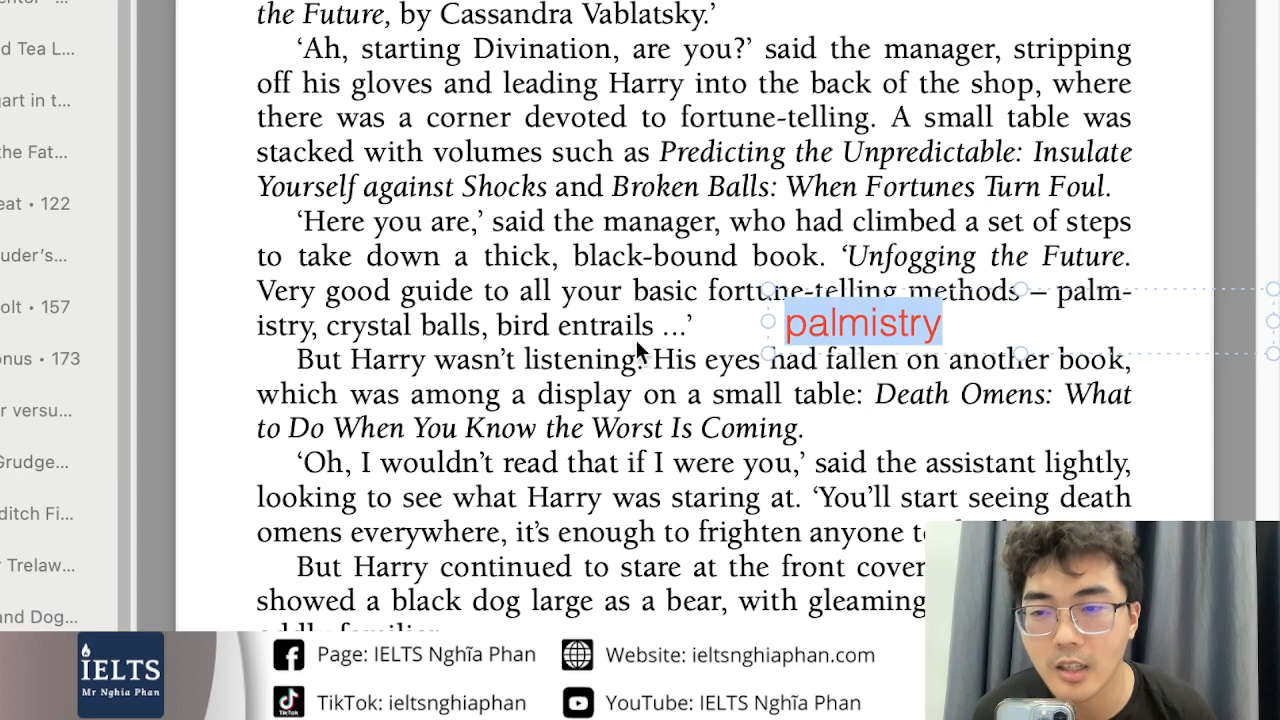 the Future, by Cassandra Vablatsky.’
‘Ah, starting Divination, are you?’ said the manager, stripping
off his gloves and leading Harry into the back of the shop, where
there was a corner devoted to fortune-telling. A small table was
stacked with volumes such as Predicting the Unpredictable: Insulate
Yourself against Shocks and Broken Balls: When Fortunes Turn Foul.
‘Here you are,’ said the manager, who had climbed a set of steps
to take down a thick, black-bound book. ‘Unfogging the Future.
Very good guide to all your basic fortune-telling methods – palm-
istry, crystal balls, bird entrails ...’
palmistry
But Harry wasn’t listening. His eyes had fallen on another book,
which was among a display on a small table: Death Omens: What
to Do When You Know the Worst Is Coming.
‘Oh, I wouldn’t read that if I were you,’ said the assistant lightly,
looking to see what Harry was staring at. ‘You’ll start seeing death
omens everywhere, it’s enough to frighten anyone
But Harry continued to stare at the front cover
showed a black dog large as a bear, with gleaming
d Tea L...
gart in t...
the Fat...
eat • 122
uder’s...
olt • 157
onus • 173
r versu...
Grudge...
ditch Fi...
r Trelaw...
and Dog...
IELTS
Mr Nghia Phan
Page: IELTS Nghĩa Phan
Website: ieltsnghiaphan.com
TikTok
TikTok: ieltsnghiaphan
YouTube: IELTS Nghĩa Phan